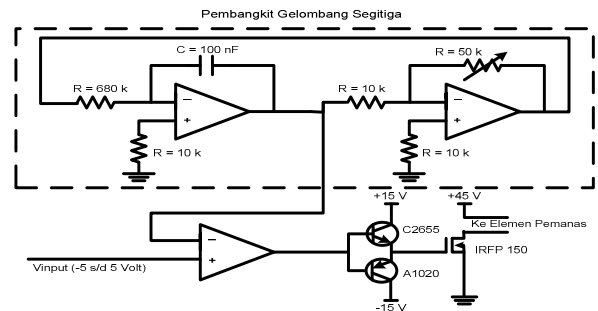 Pembangkit Gelombang Segitiga
C = 100 nF
R = 50 k
R = 680 k
R = 10 k
−
+
−
+
R = 10 k
R = 10 k
+15 V
+45 V
C2655
Ke Elemen Pemanas
−
+
IRFP 150
Vinput (-5 s/d 5 Volt)
A1020
-15 V